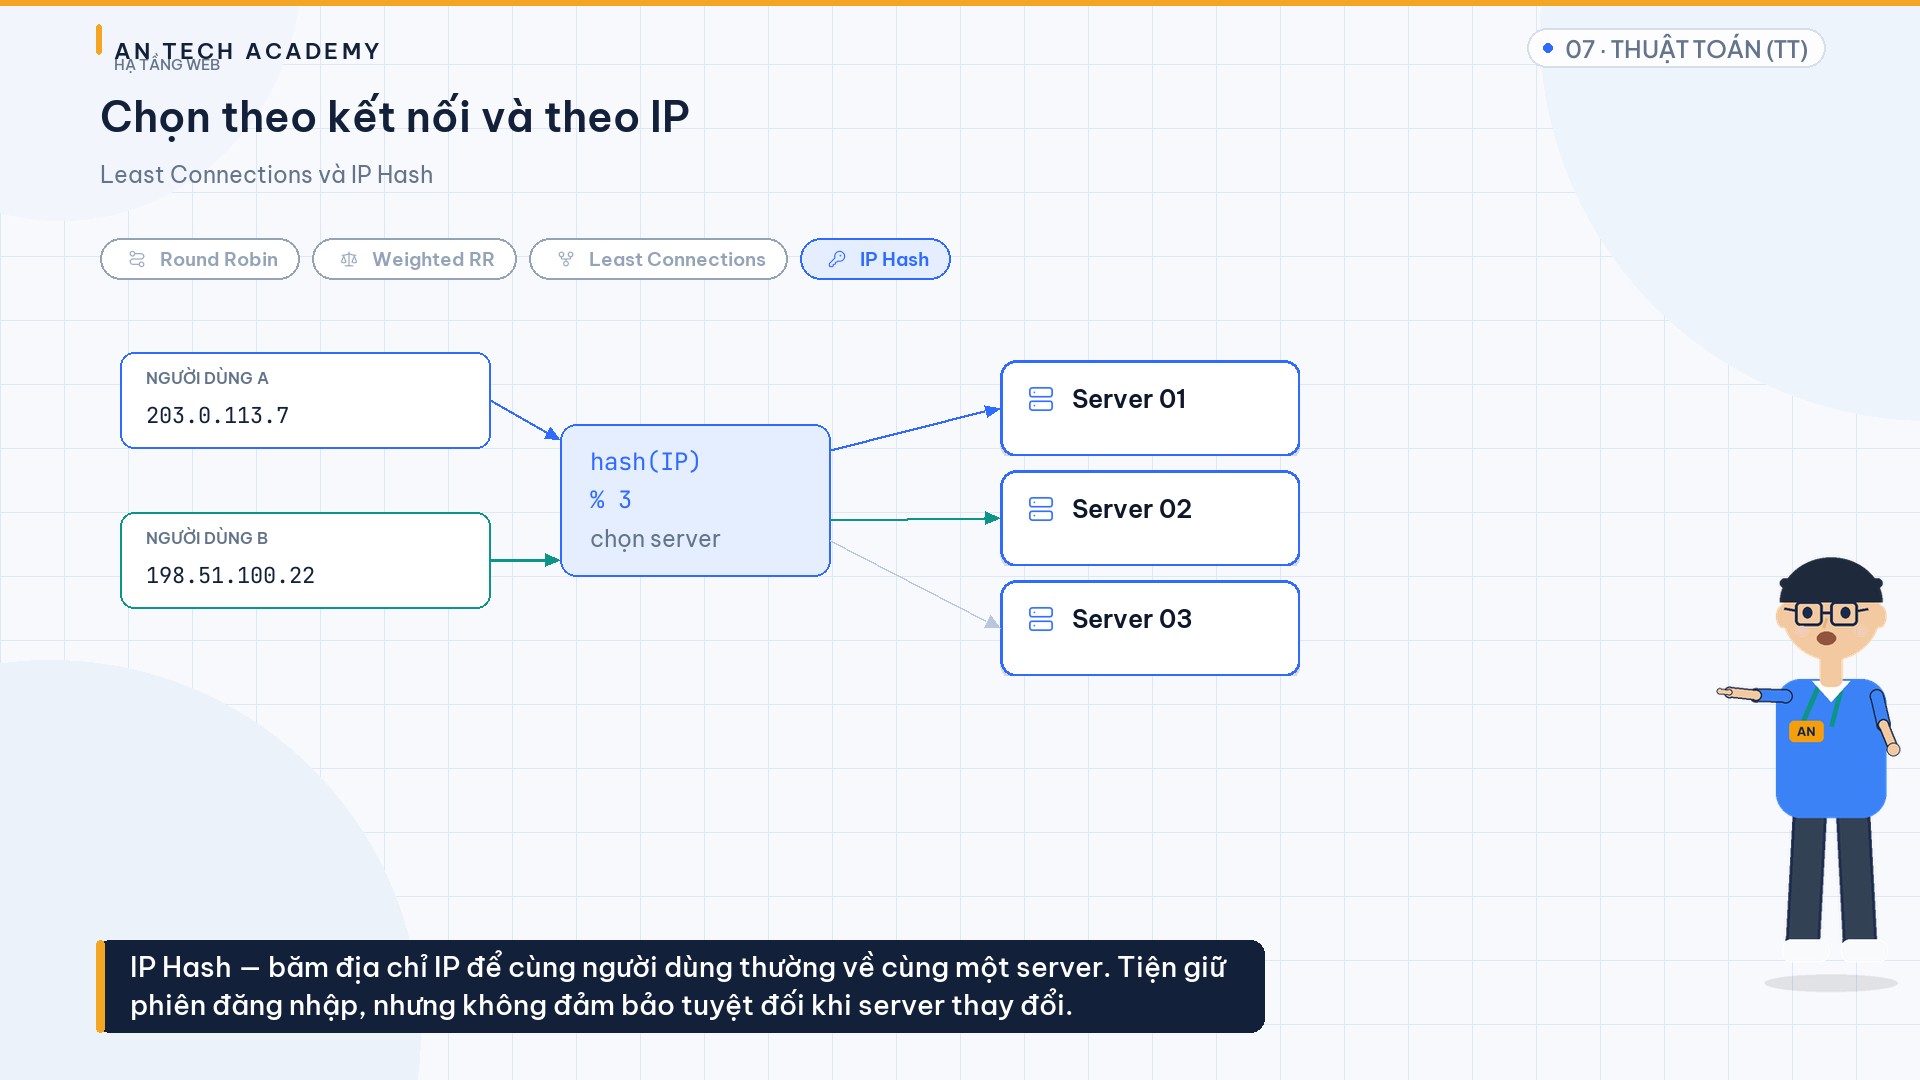 AN TECH ACADEMY
HẠ TẦNG WEB
07 · THUẬT TOÁN (TT)
Chọn theo kết nối và theo IP
Least Connections và IP Hash
Round Robin
Weighted RR
Least Connections
IP Hash
NGƯỜI DÙNG A
203.0.113.7
NGƯỜI DÙNG B
198.51.100.22
hash(IP)
% 3
chọn server
Server 01
Server 02
Server 03
AN
IP Hash — băm địa chỉ IP để cùng người dùng thường về cùng một server. Tiện giữ
phiên đăng nhập, nhưng không đảm bảo tuyệt đối khi server thay đổi.